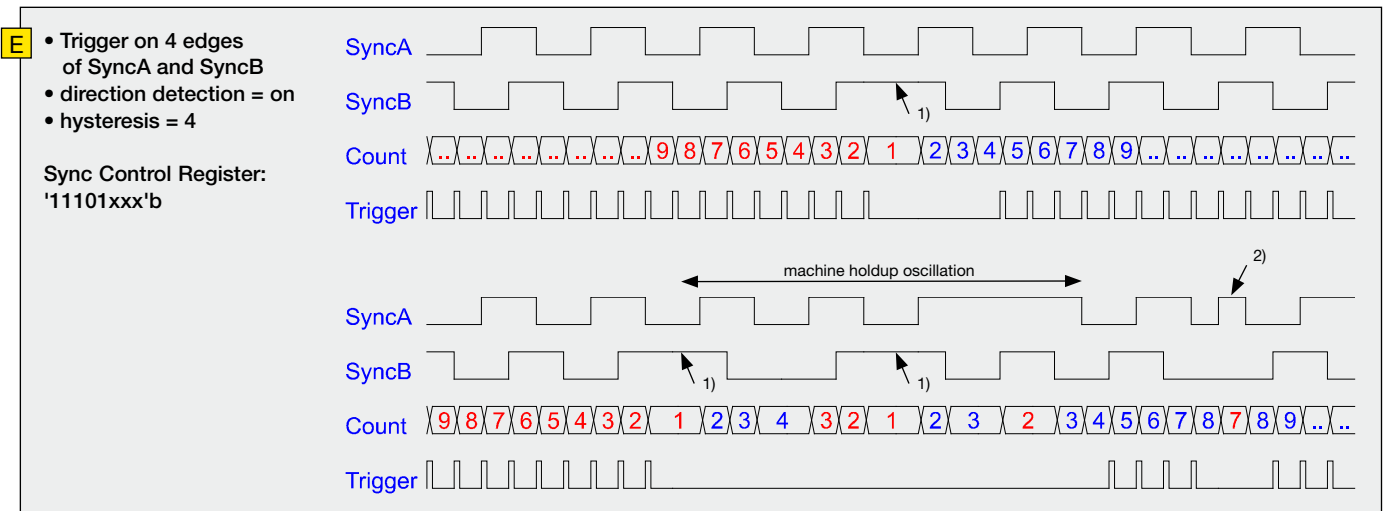 E
• Trigger on 4 edges
of SyncA and SyncB
• direction detection = on
• hysteresis = 4
Sync Control Register:
'11101xxx'b
SyncA
SyncB
1)
Count .. .. .. .. .. .. .. .. 9 8 7 6 5 4 3 2 1 2 3 4 5 6 7 8 9 .. .. .. .. .. .. .. ..
Trigger
machine holdup oscillation
2)
SyncA
SyncB
1) 1)
Count 9 8 7 6 5 4 3 2 1 2 3 4 3 2 1 2 3 2 3 4 5 6 7 8 7 8 9 .. ..
Trigger